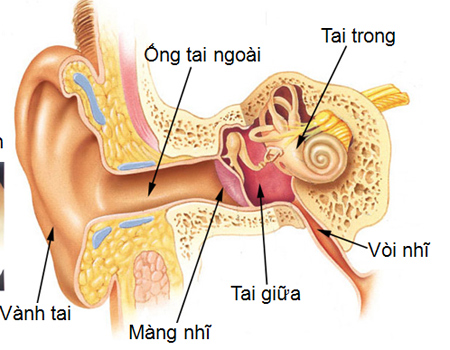 Tai trong
Ống tai ngoài
Vòi nhĩ
Tai giữa
Vành tai
Màng nhĩ